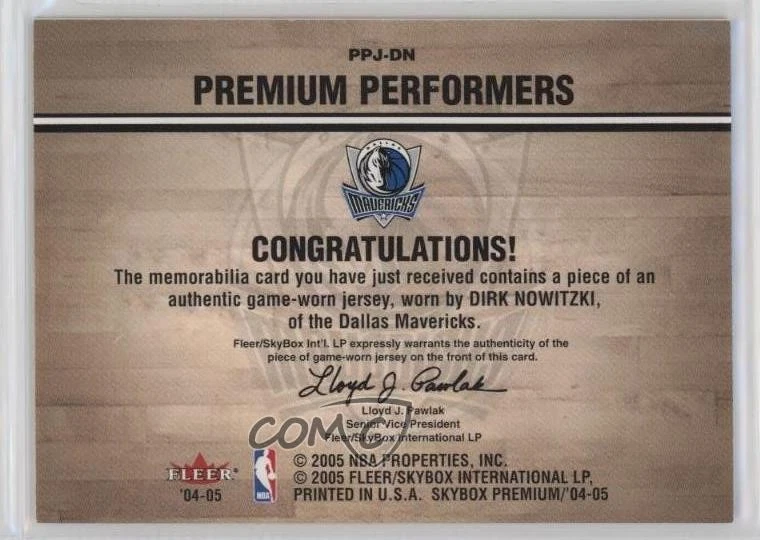 PPJ-DN
PREMIUM PERFORMERS
DALLAS
MAVERICKS
CONGRATULATIONS!
The memorabilia card you have just received contains a piece of an
authentic game-worn jersey, worn by DIRK NOWITZKI,
of the Dallas Mavericks.
Fleer/SkyBox Int'l. LP expressly warrants the authenticity of the
piece of game-worn jersey on the front of this card.
Lloyd J. Pawlak
Lloyd J. Pawlak
Senior Vice President
Fleer/SkyBox International LP
COMC
FLEER
'04-05
NBA
© 2005 NBA PROPERTIES, INC.
© 2005 FLEER/SKYBOX INTERNATIONAL LP,
PRINTED IN U.S.A. SKYBOX PREMIUM/'04-05